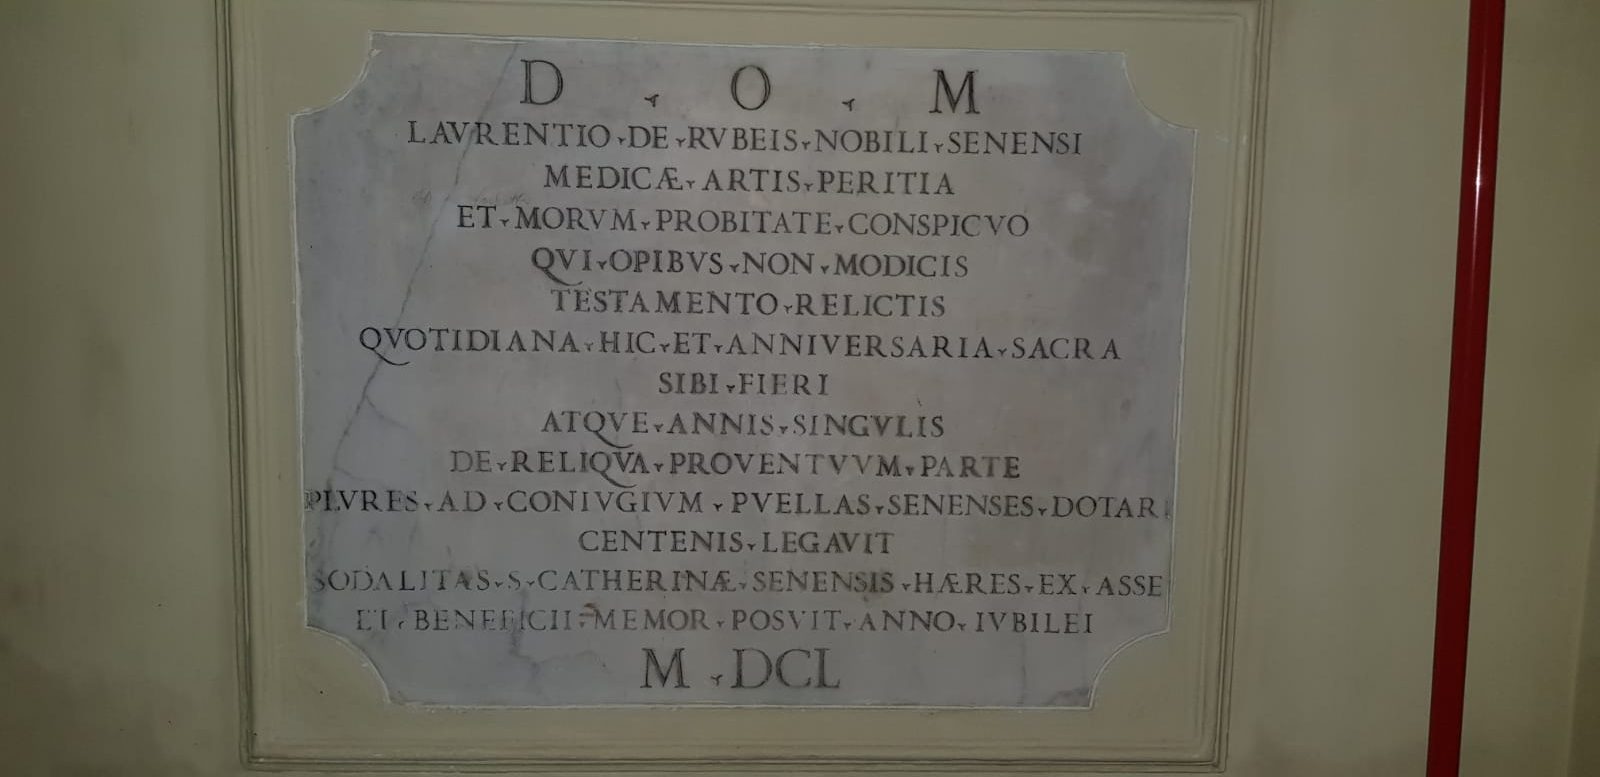 D · O · M
LAVRENTIO · DE · RVBEIS · NOBILI · SENENSI
MEDICÆ · ARTIS · PERITIA
ET · MORVM · PROBITATE · CONSPICVO
QVI · OPIBVS · NON · MODICIS
TESTAMENTO · RELICTIS
QVOTIDIANA · HIC · ET · ANNIVERSARIA · SACRA
SIBI · FIERI
ATQVE · ANNIS · SINGVLIS
DE · RELIQVA · PROVENTVVM · PARTE
PLVRES · AD · CONIVGIVM · PVELLAS · SENENSES · DOTARI
CENTENIS · LEGAVIT
SODALITAS · S · CATHERINÆ · SENENSIS · HÆRES · EX · ASSE
ET · BENEFICII · MEMOR · POSVIT · ANNO · IVBILEI
M · DCL